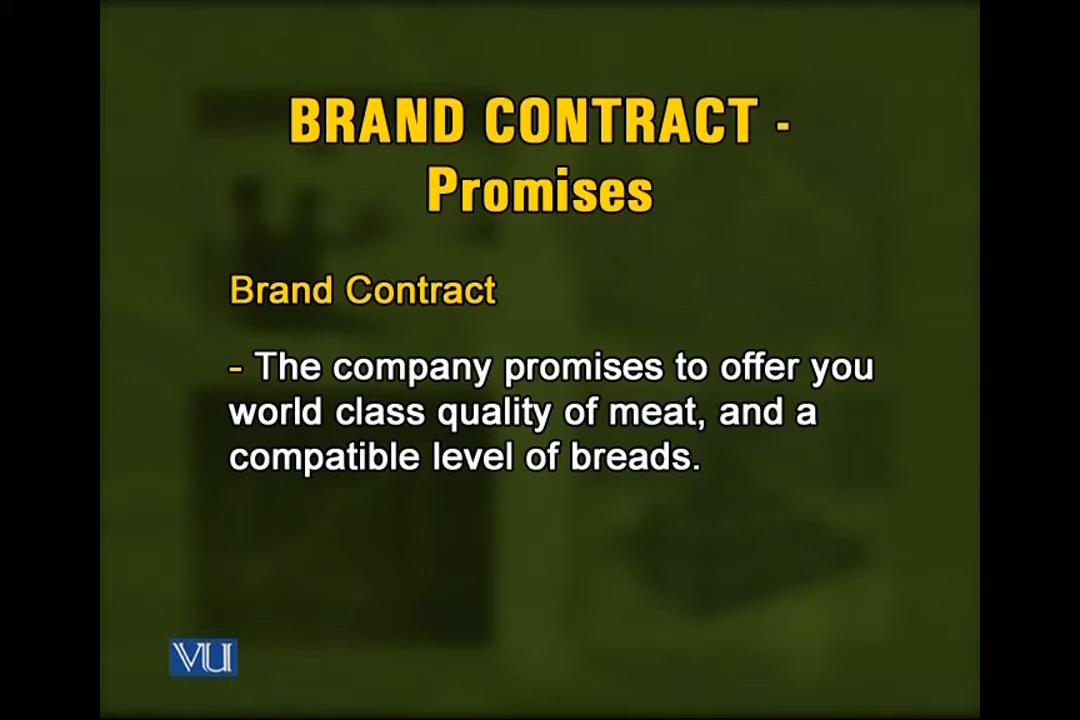 BRAND CONTRACT -
Promises
Brand Contract
- The company promises to offer you
world class quality of meat, and a
compatible level of breads.
VU